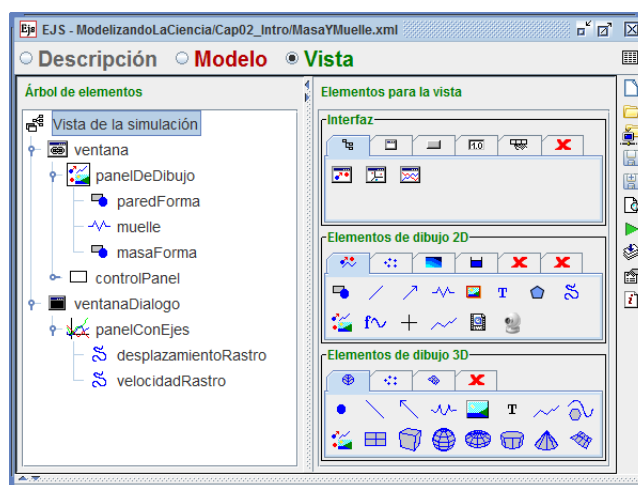 EJS - ModelizandoLaCiencia/Cap02_Intro/MasaYMuelle.xml
Descripción Modelo Vista
Árbol de elementos
Vista de la simulación
ventana
panelDeDibujo
paredForma
muelle
masaForma
controlPanel
ventanaDialogo
panelConEjes
desplazamientoRastro
velocidadRastro
Elementos para la vista
Interfaz
Elementos de dibujo 2D
Elementos de dibujo 3D